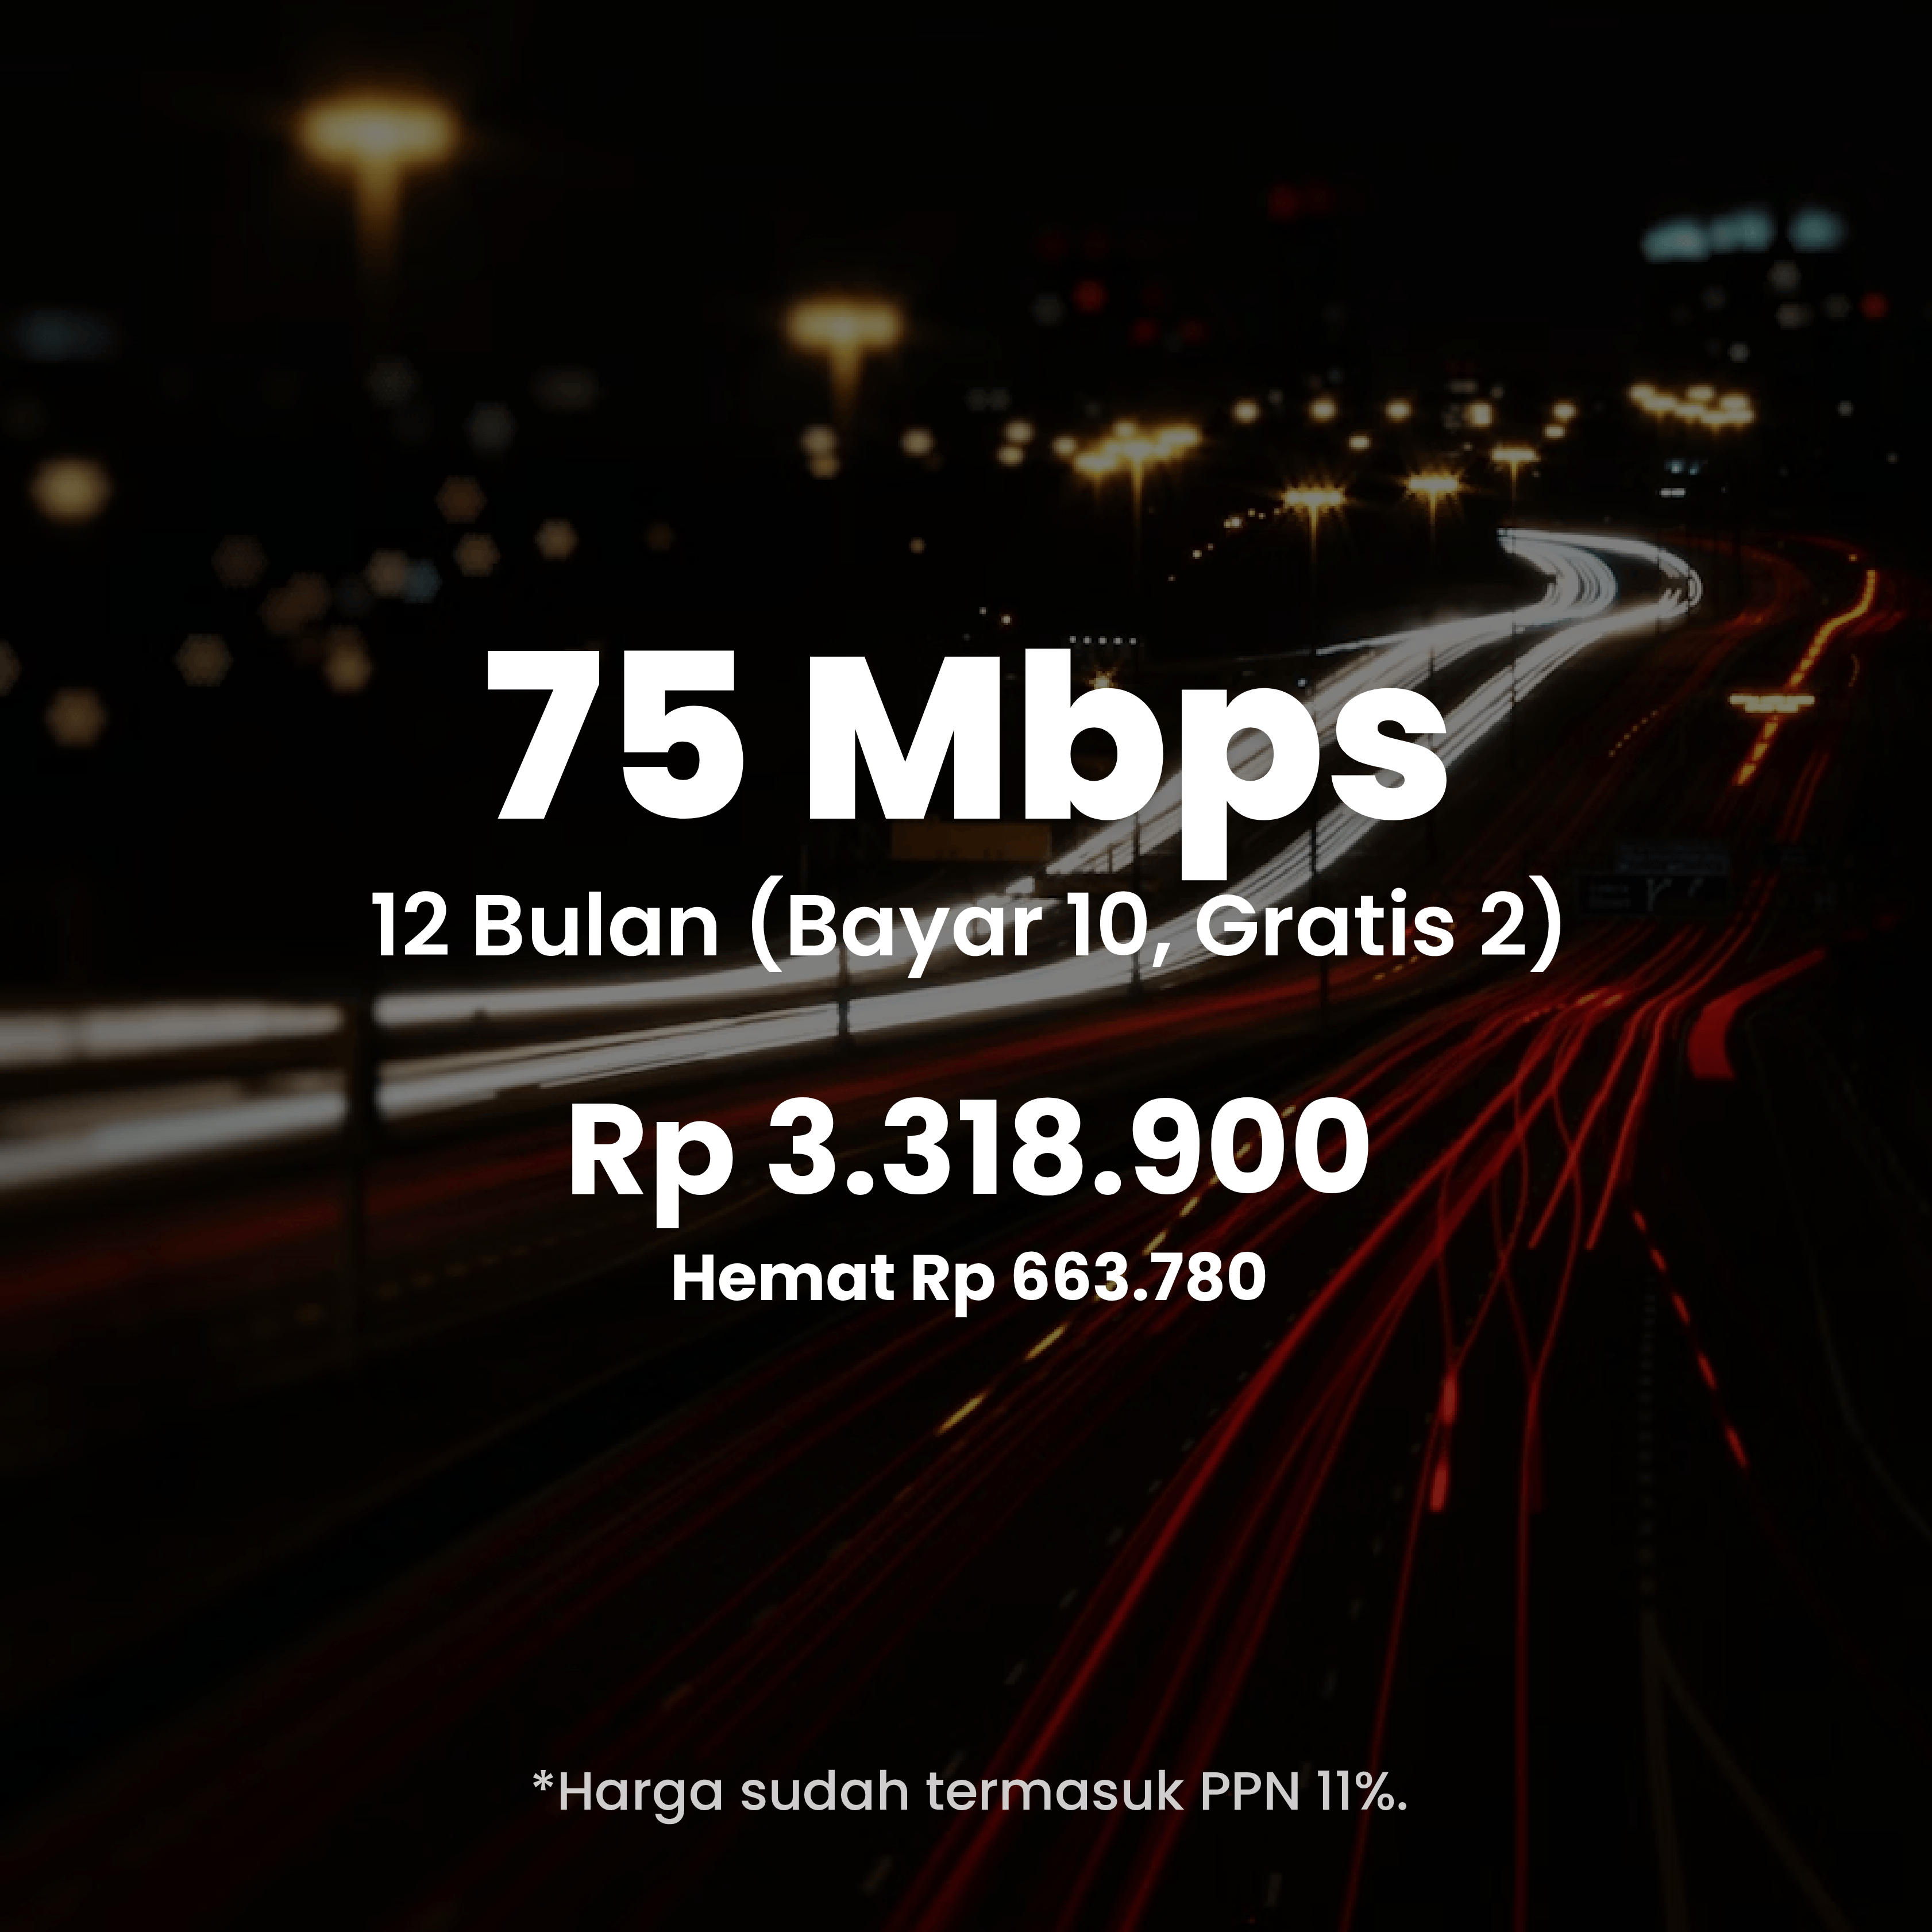 75 Mbps
12 Bulan (Bayar 10, Gratis 2)
Rp 3.318.900
Hemat Rp 663.780
*Harga sudah termasuk PPN 11%.